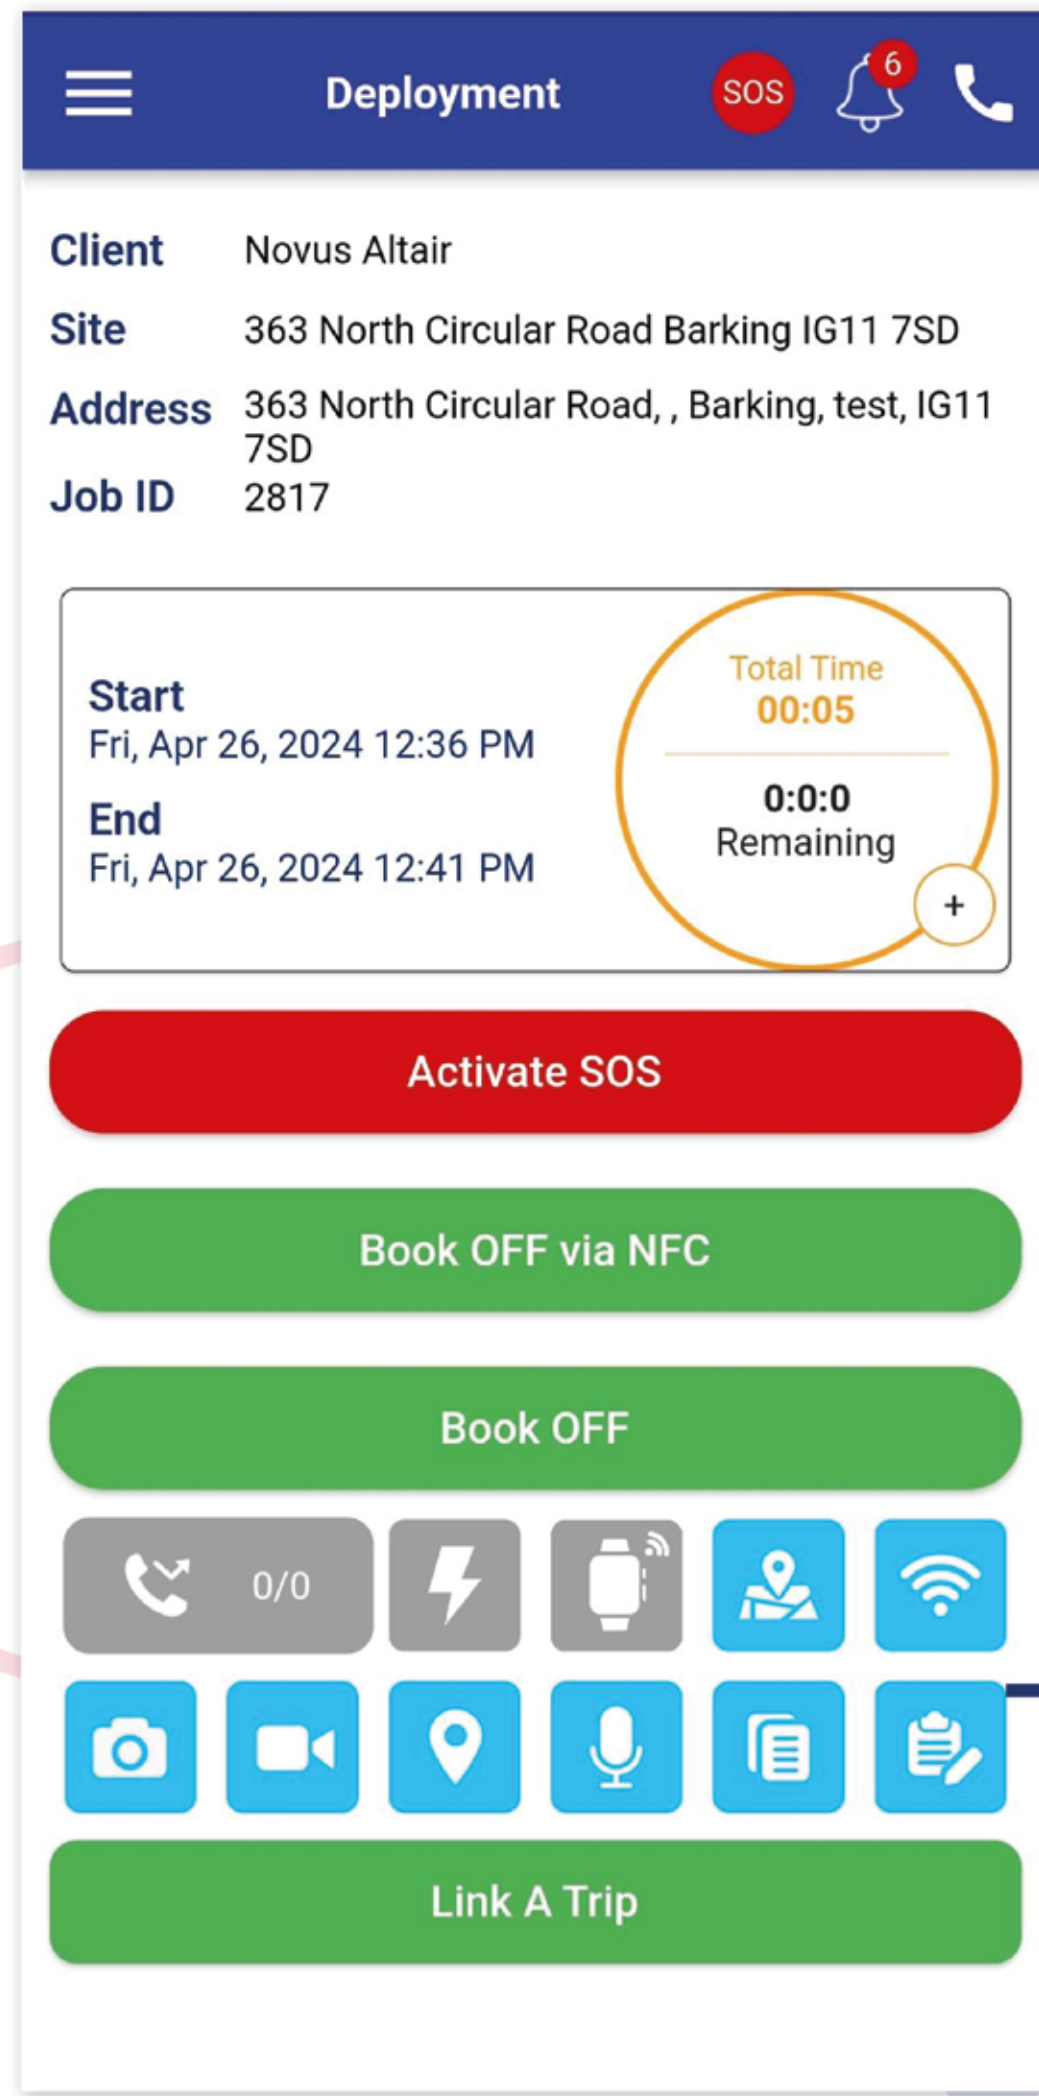 Deployment
SOS
6
Client
Novus Altair
Site
363 North Circular Road Barking IG11 7SD
Address
363 North Circular Road, , Barking, test, IG11
7SD
Job ID
2817
Start
Fri, Apr 26, 2024 12:36 PM
End
Fri, Apr 26, 2024 12:41 PM
Total Time
00:05
0:0:0
Remaining
+
Activate SOS
Book OFF via NFC
Book OFF
0/0
Link A Trip